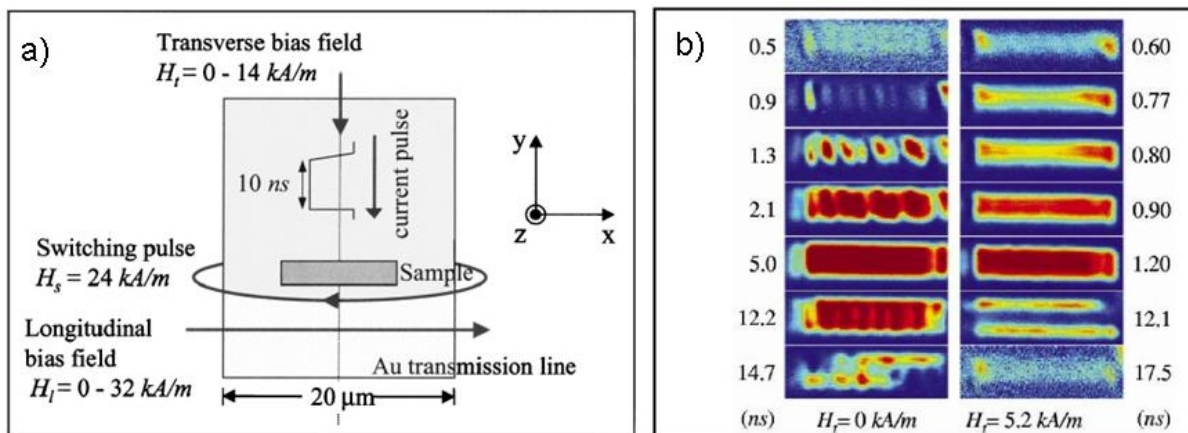 a)
Transverse bias field
Hₜ = 0 - 14 kA/m
10 ns
current pulse
y
x
z
Switching pulse
Hₛ = 24 kA/m
Sample
Longitudinal
bias field
Hₗ = 0 - 32 kA/m
Au transmission line
20 µm
b)
0.5 0.60
0.9 0.77
1.3 0.80
2.1 0.90
5.0 1.20
12.2 12.1
14.7 17.5
(ns) Hₜ= 0 kA/m Hₜ= 5.2 kA/m (ns)